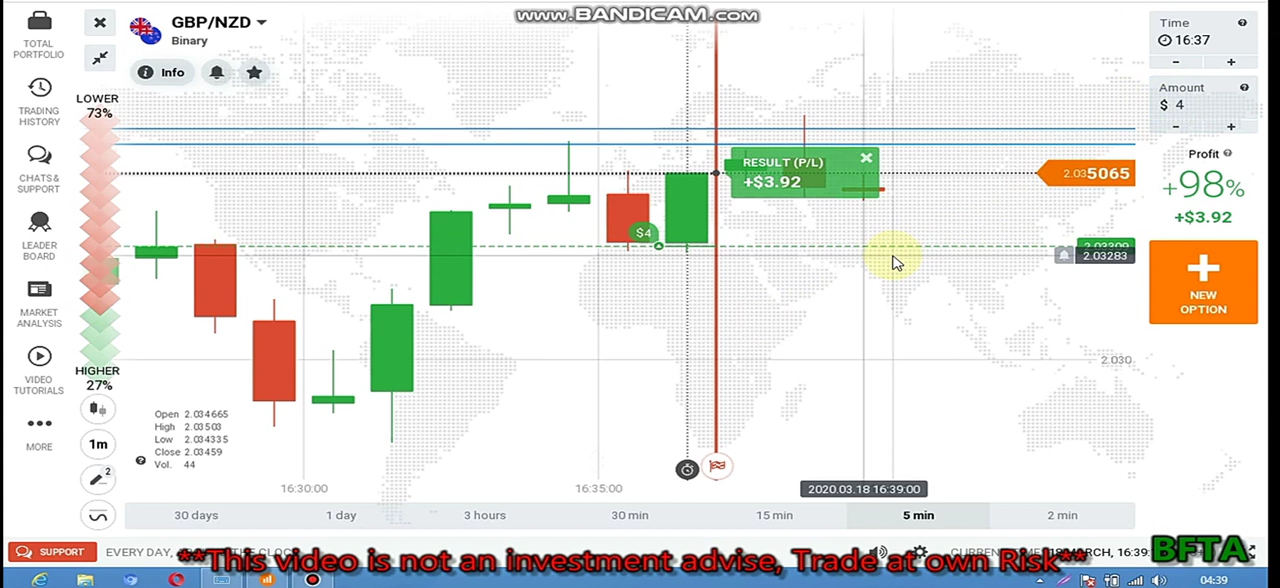 www.BANDICAM.com
TOTAL
PORTFOLIO
TRADING
HISTORY
CHATS &
SUPPORT
LEADER
BOARD
MARKET
ANALYSIS
VIDEO
TUTORIALS
MORE
GBP/NZD
Binary
Info
LOWER
73%
HIGHER
27%
1m
2
Open 2.034665
High 2.03503
Low 2.034335
Close 2.03459
Vol. 44
$4
RESULT (P/L)
+$3.92
2.035065
2.03309
2.03283
2.030
16:30:00
16:35:00
2020.03.18 16:39:00
30 days
1 day
3 hours
30 min
15 min
5 min
2 min
Time
16:37
- +
Amount
$ 4
- +
Profit
+98%
+$3.92
NEW
OPTION
SUPPORT
EVERY DAY,
**This video is not an investment advise, Trade at own Risk**
BFTA
04:39